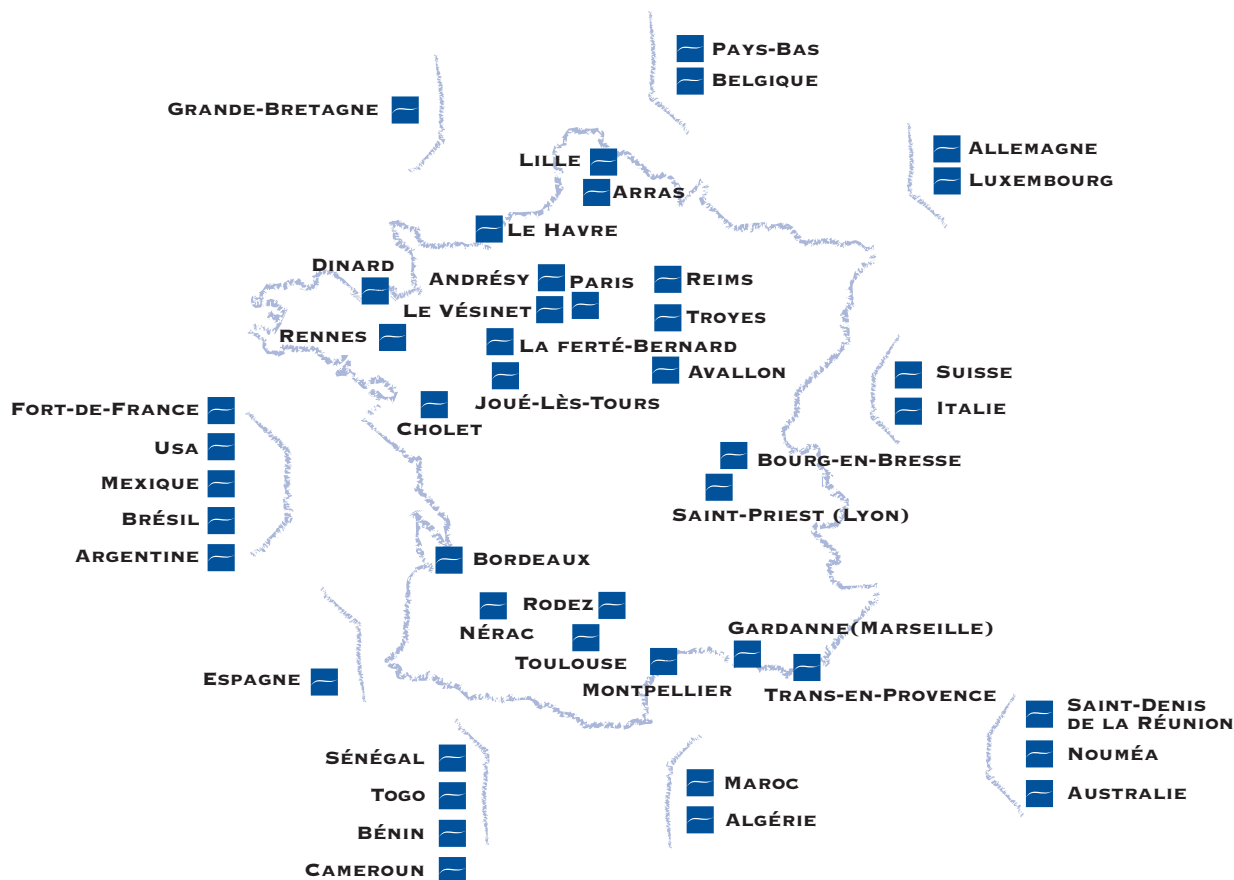 Pays-Bas
Belgique
Grande-Bretagne
Allemagne
Luxembourg
Lille
Arras
Le Havre
Dinard
Andrésy
Paris
Reims
Le Vésinet
Troyes
Rennes
La ferté-Bernard
Avallon
Suisse
Joué-Lès-Tours
Italie
Fort-de-France
Cholet
Usa
Bourg-en-Bresse
Mexique
Saint-Priest (Lyon)
Brésil
Argentine
Bordeaux
Rodez
Nérac
Gardanne(Marseille)
Toulouse
Espagne
Montpellier
Trans-en-Provence
Saint-Denis
de la Réunion
Sénégal
Nouméa
Maroc
Togo
Australie
Algérie
Bénin
Cameroun